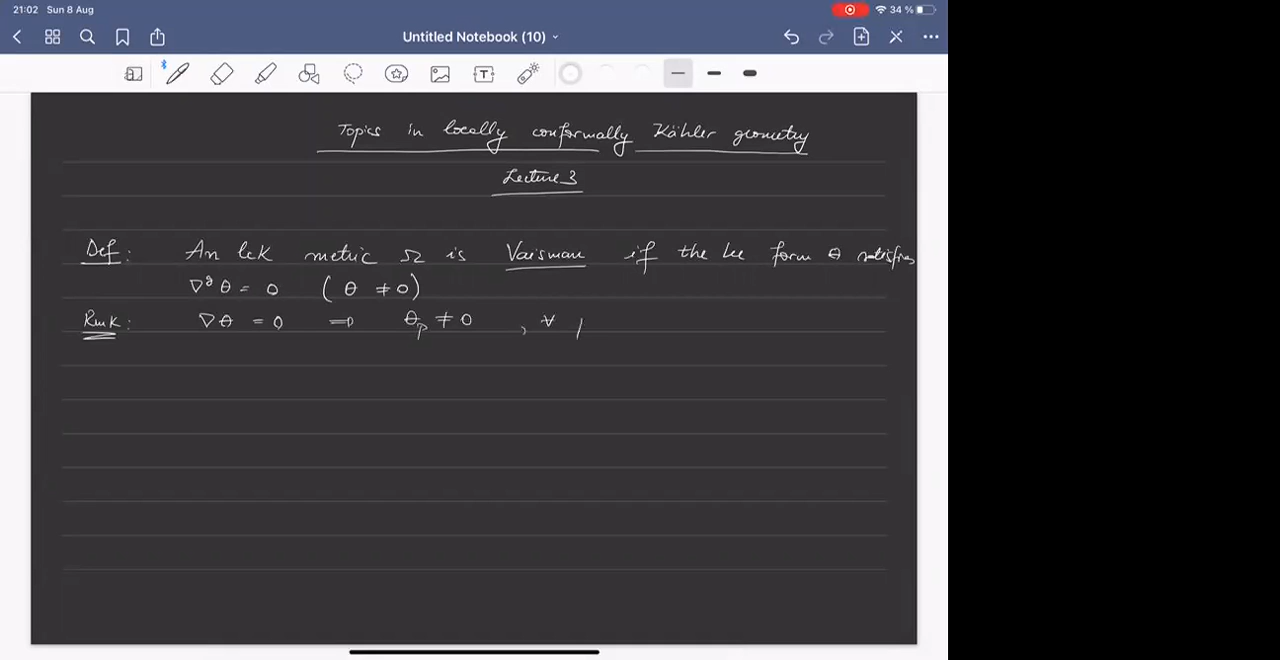 21:02 Sun 8 Aug
34 %
Untitled Notebook (10)
Topics in locally conformally Kähler geometry
Lecture 3
Def: An lcK metric Ω is Vaisman if the Lee form θ satisfies
∇^g θ = 0 (θ ≠ 0)
Rmk: ∇θ = 0 ⇒ θ_p ≠ 0 , ∀